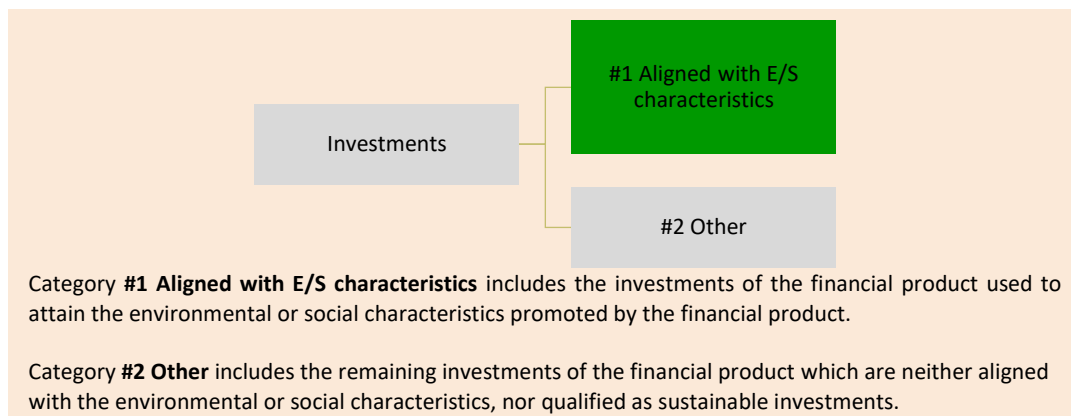 #1 Aligned with E/S
characteristics
Investments
#2 Other
Category #1 Aligned with E/S characteristics includes the investments of the financial product used to
attain the environmental or social characteristics promoted by the financial product.
Category #2 Other includes the remaining investments of the financial product which are neither aligned
with the environmental or social characteristics, nor qualified as sustainable investments.